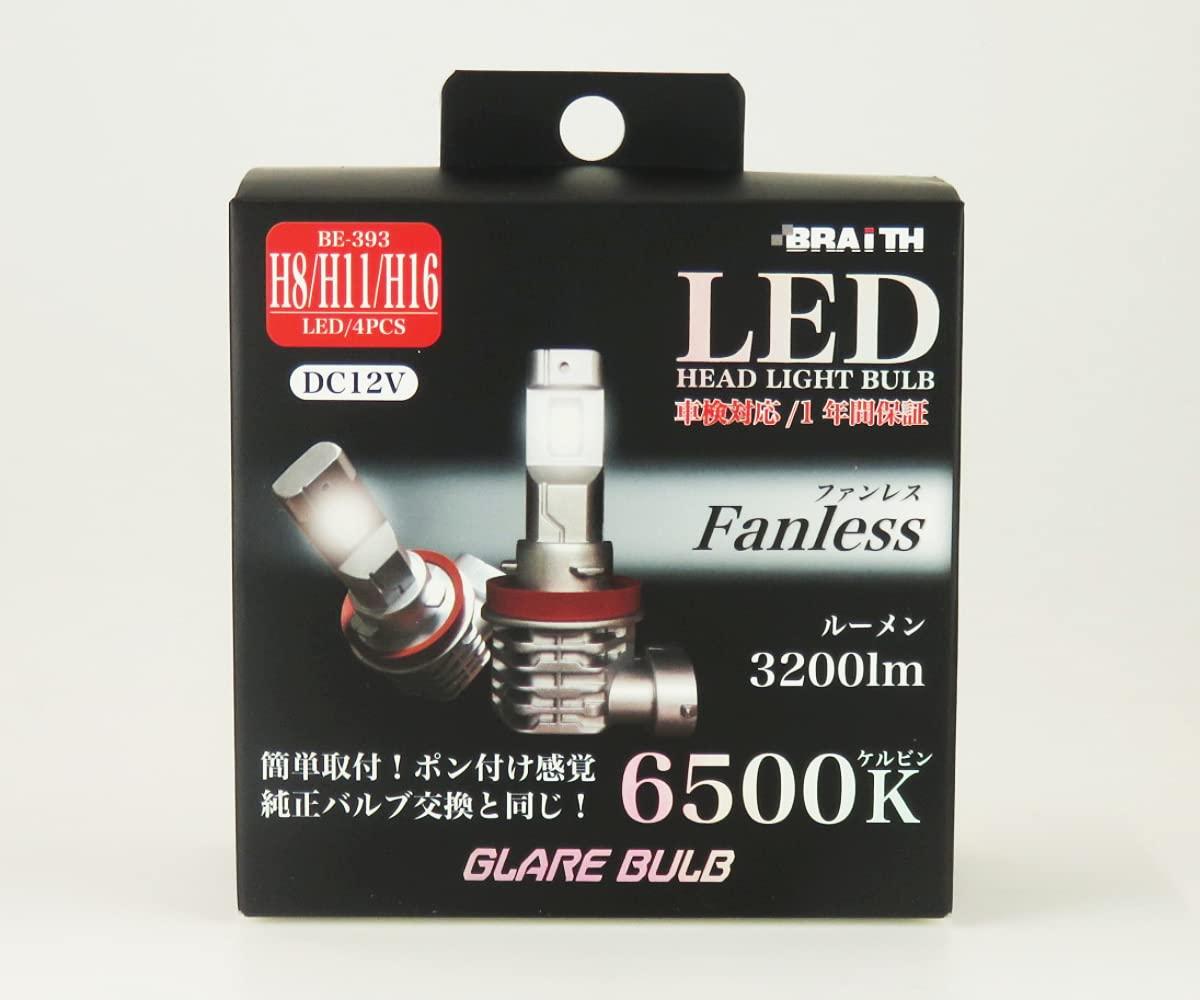 BE-393
H8/H11/H16
LED/4PCS
DC12V
BRAiTH
LED
HEAD LIGHT BULB
車検対応/1年間保証
ファンレス
Fanless
ルーメン
3200lm
簡単取付！ポン付け感覚
純正バルブ交換と同じ！
ケルビン
6500K
GLARE BULB